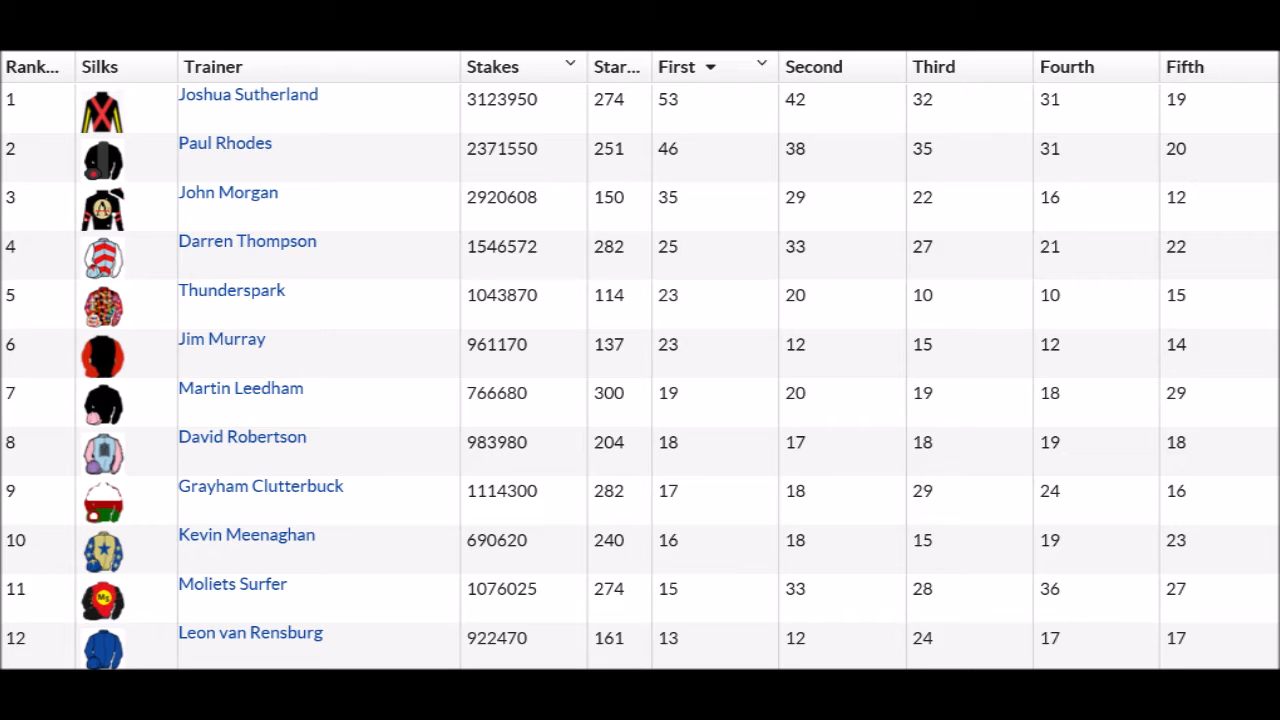 Rank... Silks Trainer Stakes Star... First Second Third Fourth Fifth
1 Joshua Sutherland 3123950 274 53 42 32 31 19
2 Paul Rhodes 2371550 251 46 38 35 31 20
3 John Morgan 2920608 150 35 29 22 16 12
4 Darren Thompson 1546572 282 25 33 27 21 22
5 Thunderspark 1043870 114 23 20 10 10 15
6 Jim Murray 961170 137 23 12 15 12 14
7 Martin Leedham 766680 300 19 20 19 18 29
8 David Robertson 983980 204 18 17 18 19 18
9 Grayham Clutterbuck 1114300 282 17 18 29 24 16
10 Kevin Meenaghan 690620 240 16 18 15 19 23
11 MS Moliets Surfer 1076025 274 15 33 28 36 27
12 Leon van Rensburg 922470 161 13 12 24 17 17